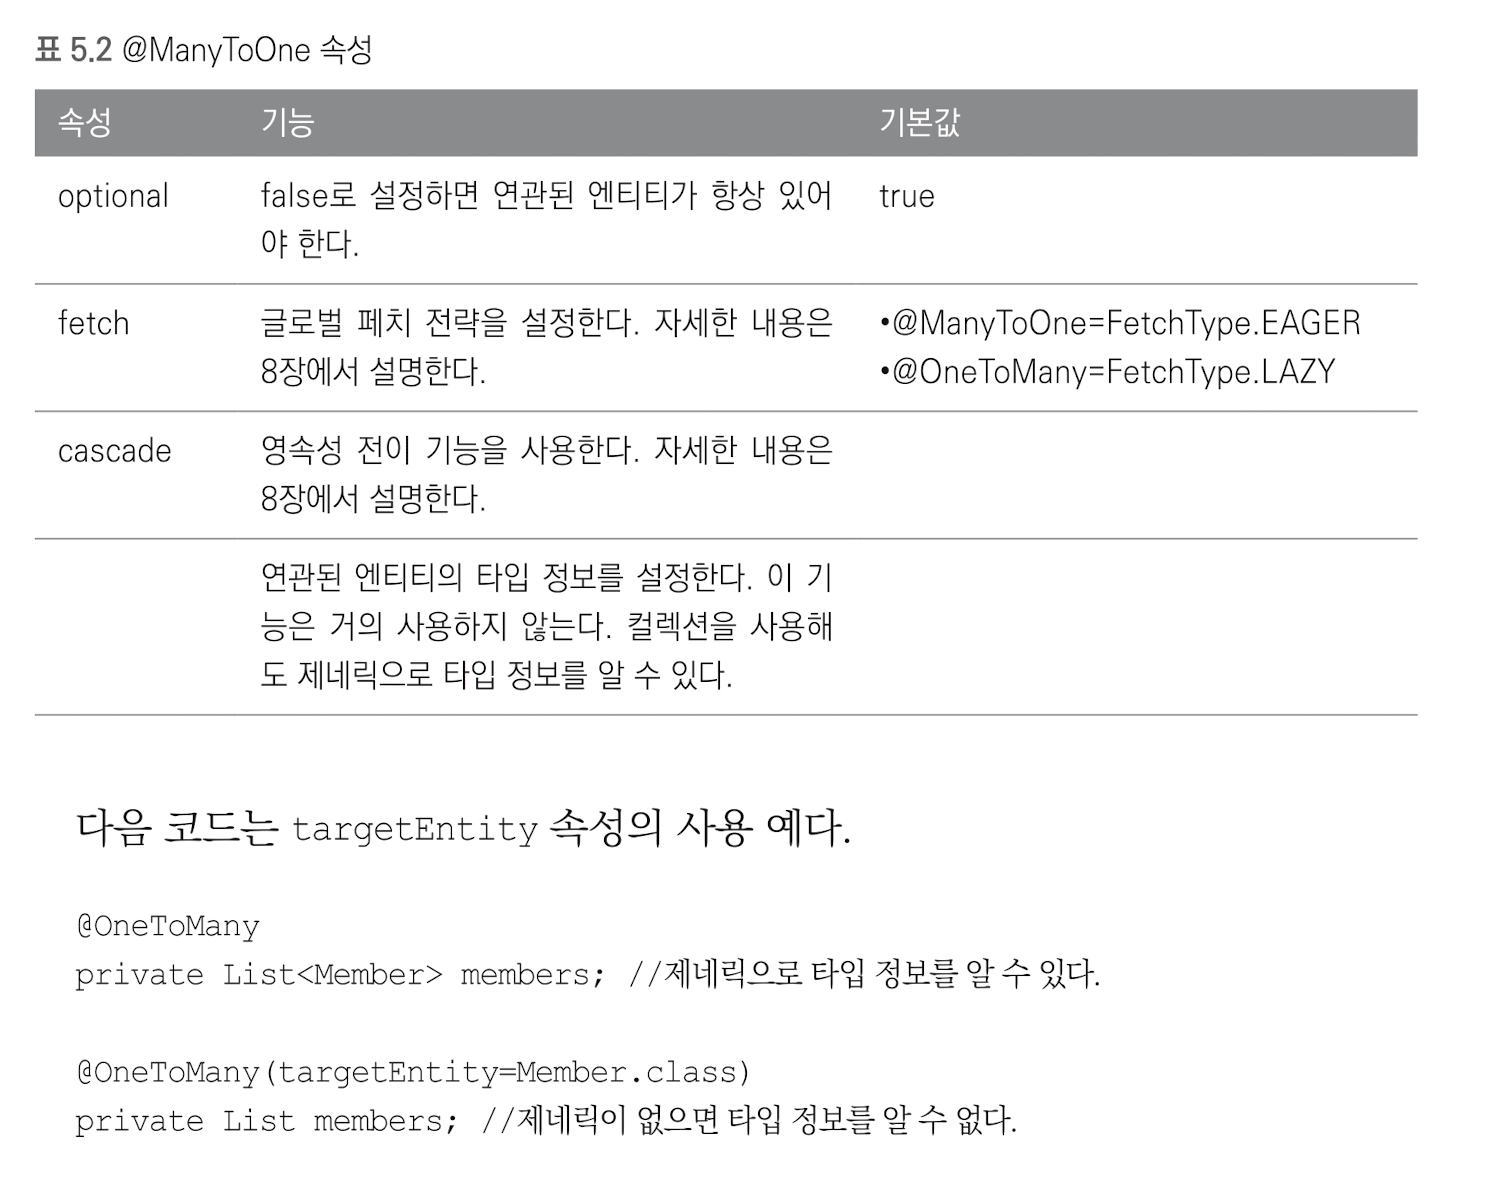 표 5.2 @ManyToOne 속성
속성 기능 기본값
optional false로 설정하면 연관된 엔티티가 항상 있어 true
야 한다.
fetch 글로벌 페치 전략을 설정한다. 자세한 내용은 •@ManyToOne=FetchType.EAGER
8장에서 설명한다. •@OneToMany=FetchType.LAZY
cascade 영속성 전이 기능을 사용한다. 자세한 내용은
8장에서 설명한다.
연관된 엔티티의 타입 정보를 설정한다. 이 기
능은 거의 사용하지 않는다. 컬렉션을 사용해
도 제네릭으로 타입 정보를 알 수 있다.
다음 코드는 targetEntity 속성의 사용 예다.
@OneToMany
private List<Member> members; //제네릭으로 타입 정보를 알 수 있다.
@OneToMany(targetEntity=Member.class)
private List members; //제네릭이 없으면 타입 정보를 알 수 없다.